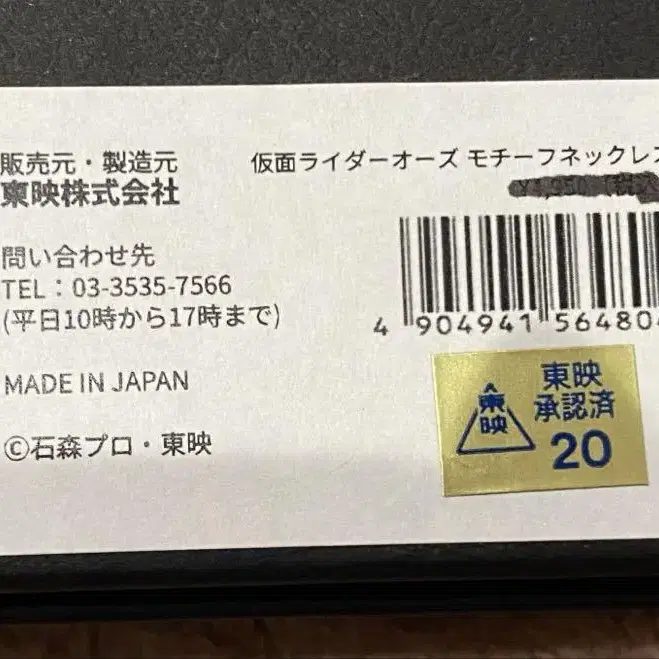 販売元・製造元
東映株式会社
問い合わせ先
TEL：03-3535-7566
(平日10時から17時まで)
MADE IN JAPAN
©石森プロ・東映
仮面ライダーオーズ モチーフネックレス
4 904941 564804
東映
承認済
20
東映